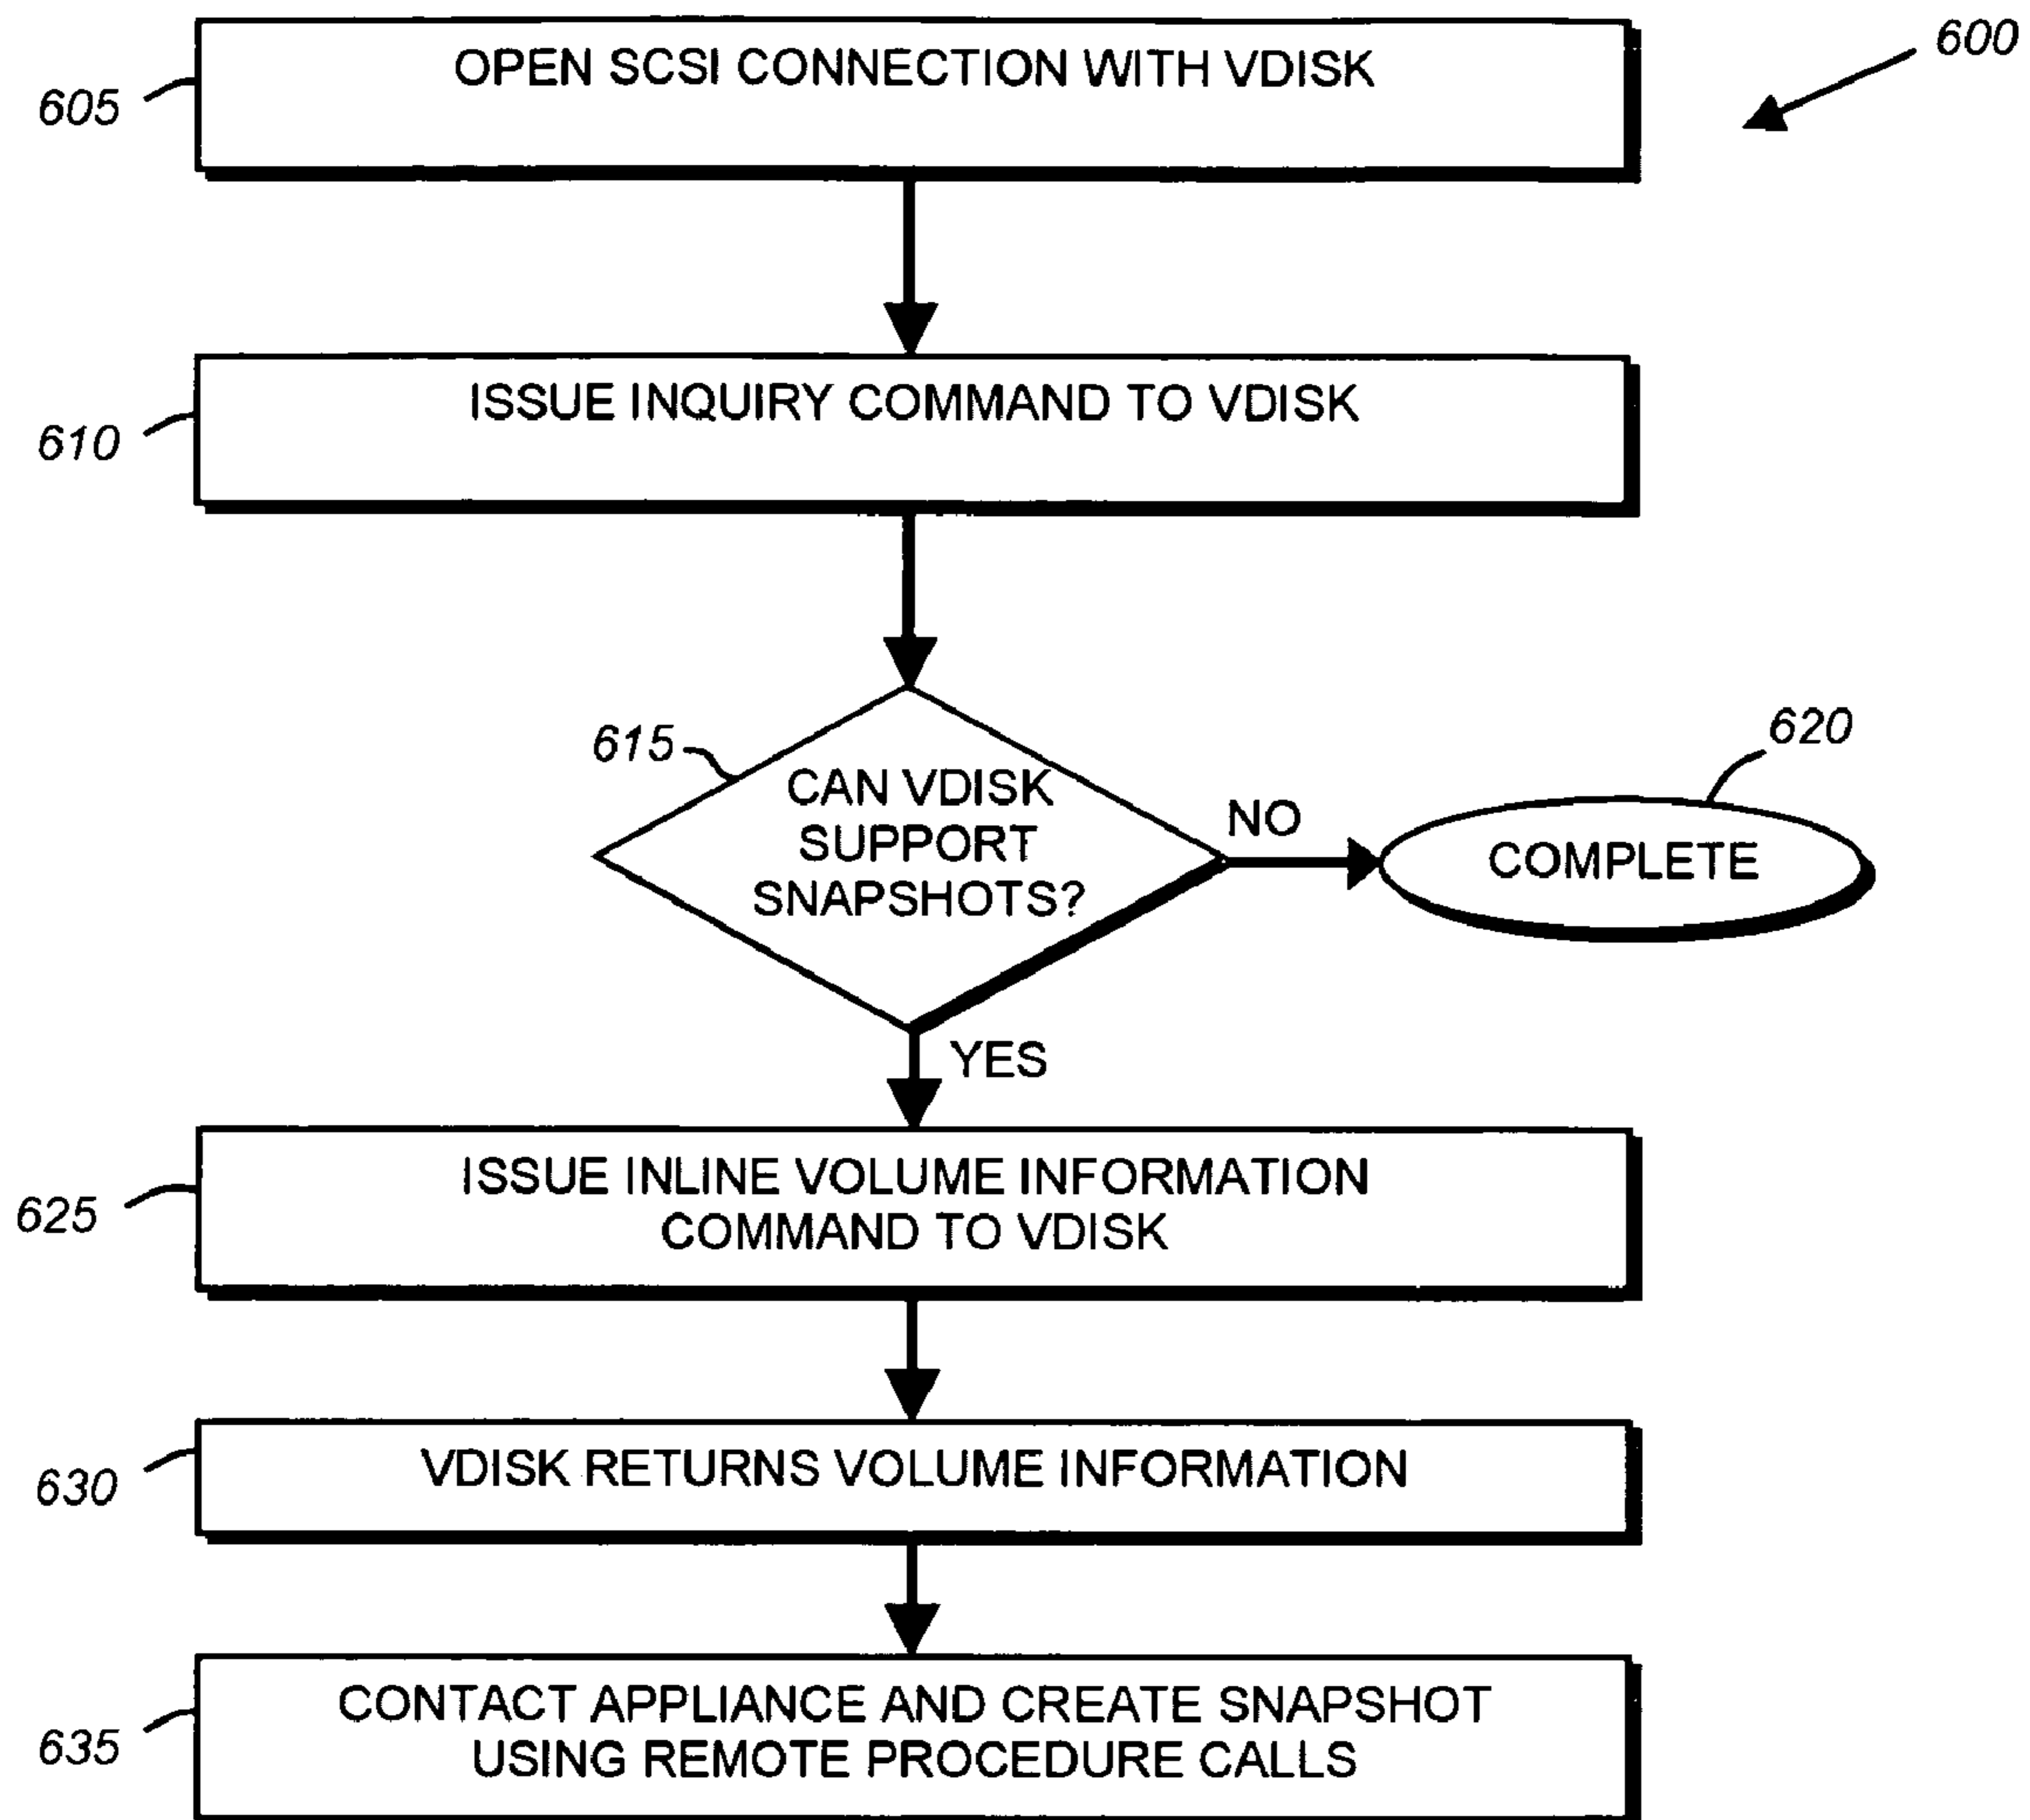 600
OPEN SCSI CONNECTION WITH VDISK
605
ISSUE INQUIRY COMMAND TO VDISK
610
615
CAN VDISK
SUPPORT
SNAPSHOTS?
NO
620
COMPLETE
YES
ISSUE INLINE VOLUME INFORMATION
COMMAND TO VDISK
625
VDISK RETURNS VOLUME INFORMATION
630
CONTACT APPLIANCE AND CREATE SNAPSHOT
USING REMOTE PROCEDURE CALLS
635